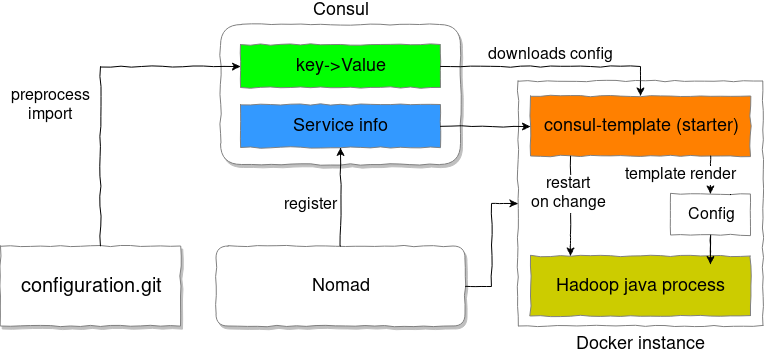 Consul
key->Value
downloads config
preprocess
import
Service info
consul-template (starter)
restart
on change
template render
register
Config
configuration.git
Nomad
Hadoop java process
Docker instance